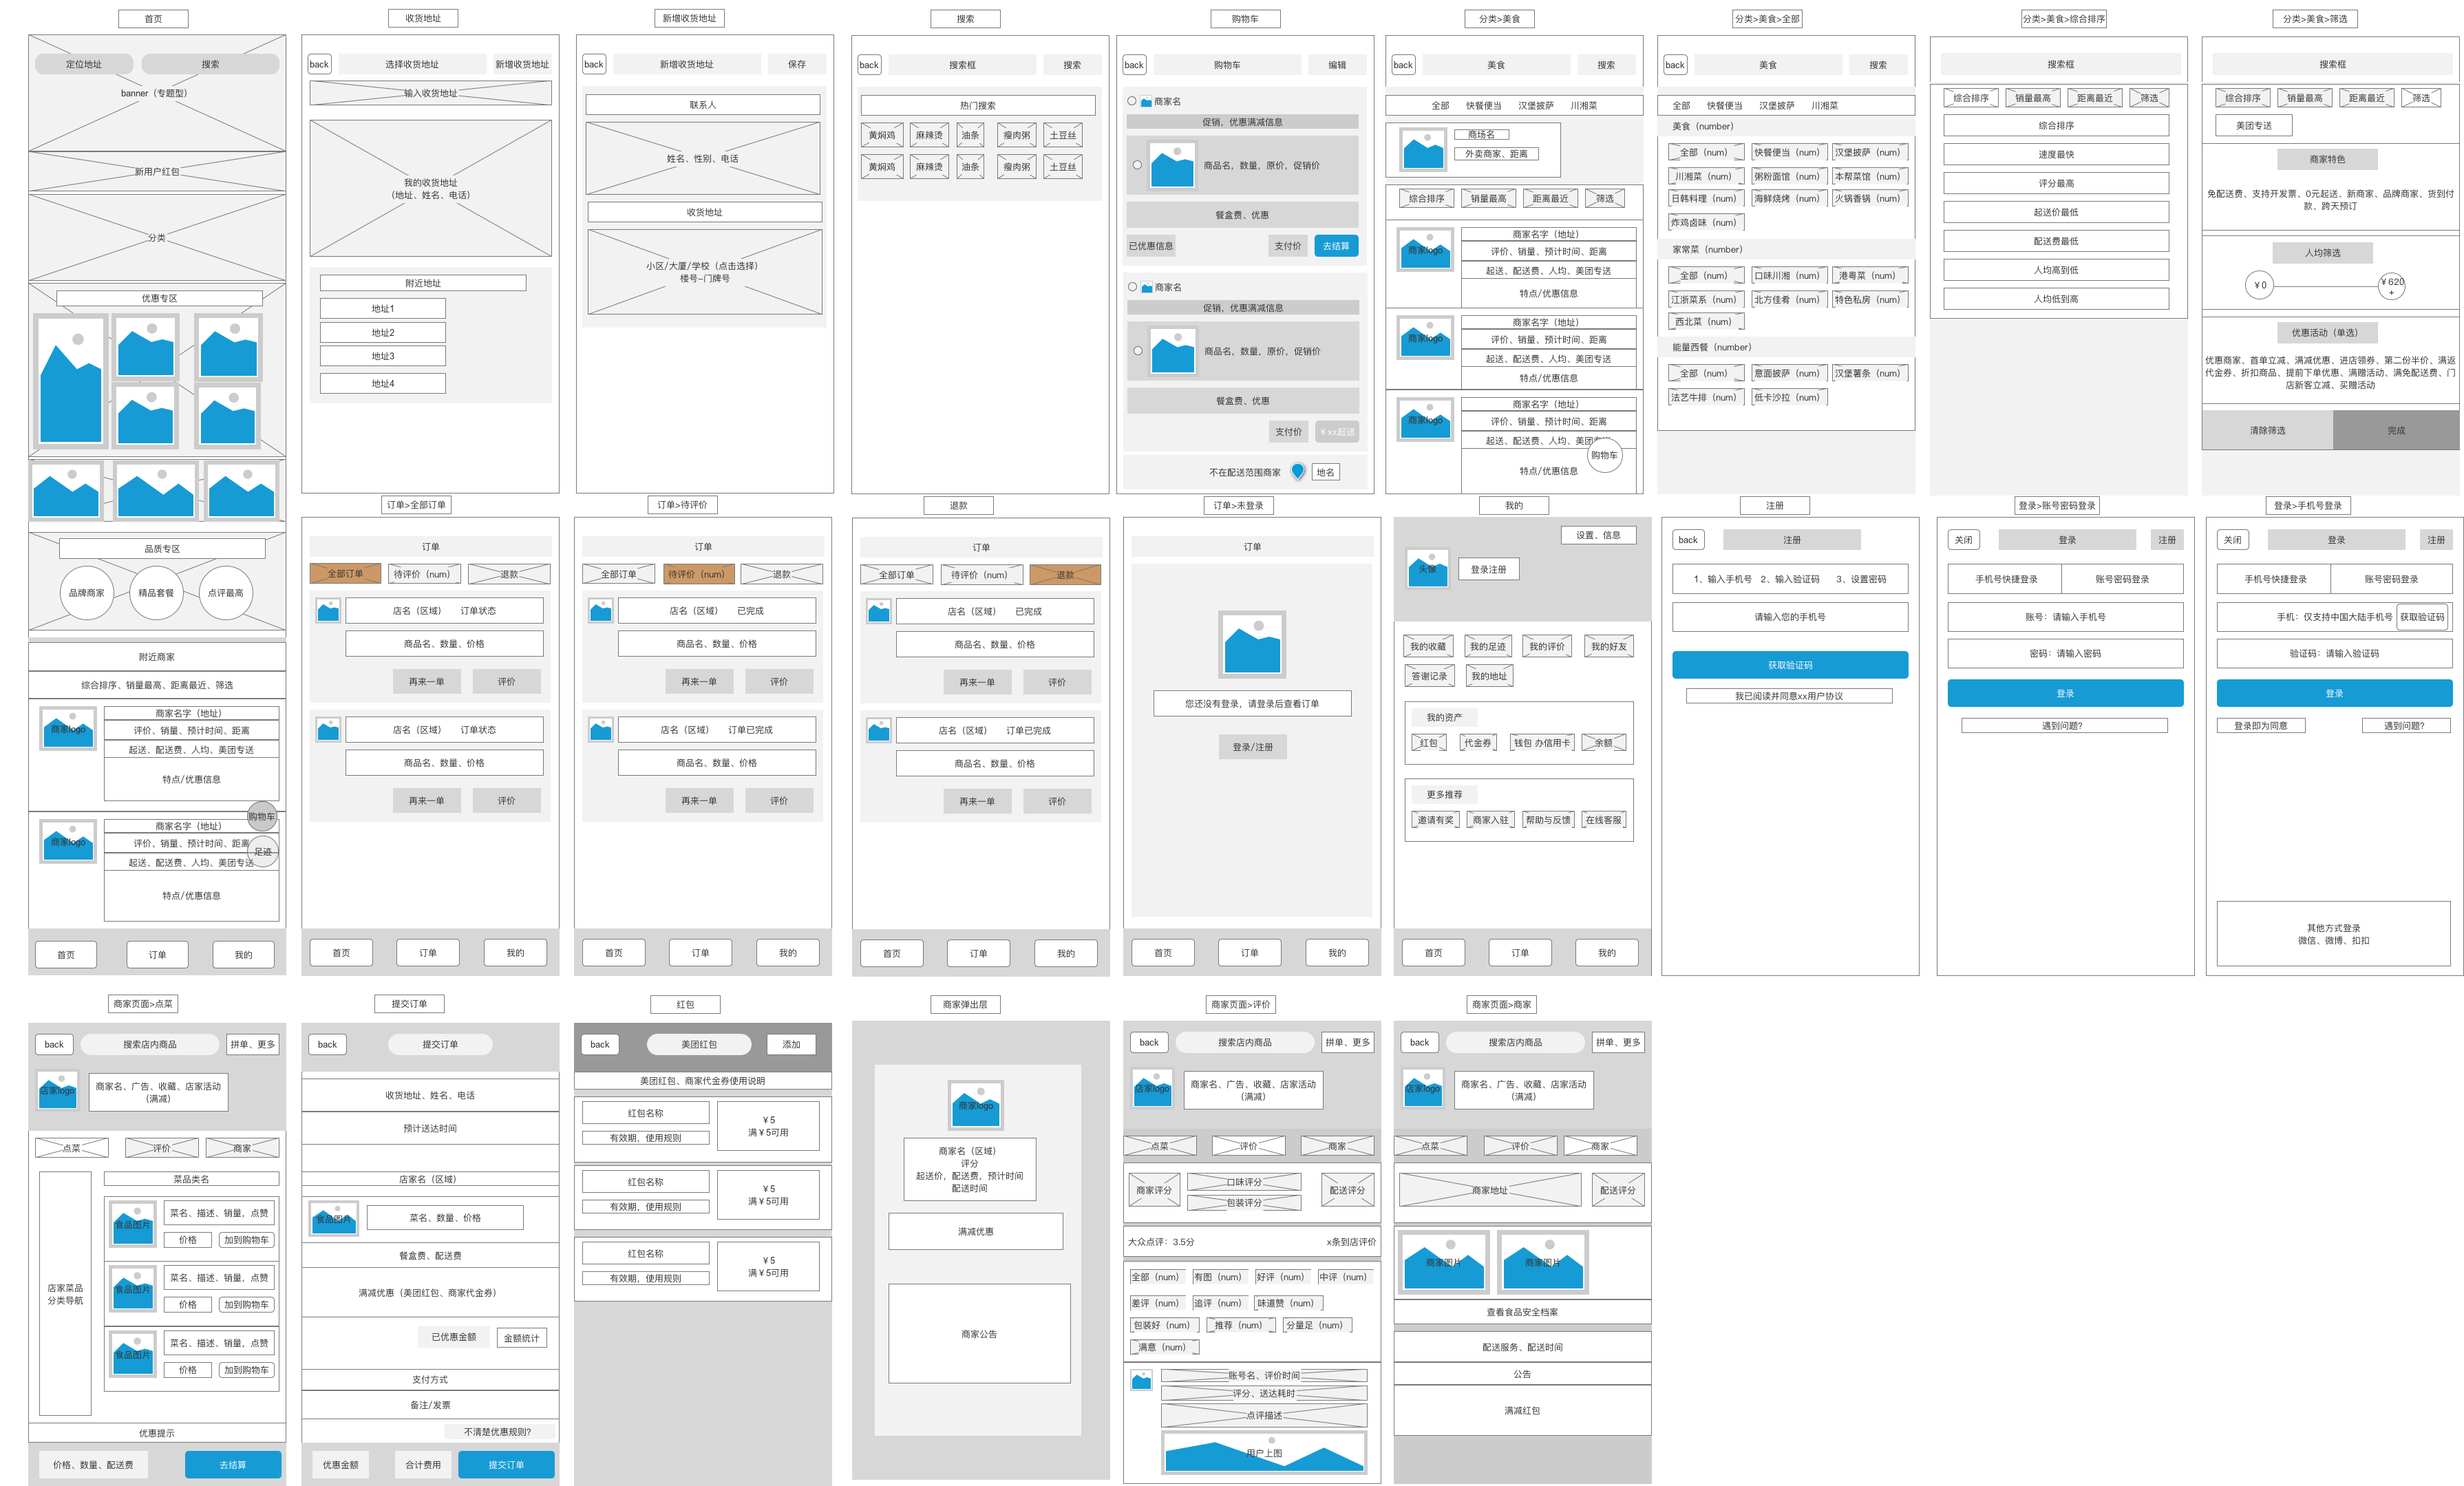 首页
定位地址
搜索
banner（专题型）
新用户红包
分类
优惠专区
品质专区
品牌商家
精品套餐
点评最高
附近商家
综合排序、销量最高、距离最近、筛选
商家logo
商家名字（地址）
评价、销量、预计时间、距离
起送、配送费、人均、美团专送
特点/优惠信息
购物车
商家logo
商家名字（地址）
评价、销量、预计时间、距离
足迹
起送、配送费、人均、美团专送
特点/优惠信息
首页
订单
我的
收货地址
back
选择收货地址
新增收货地址
输入收货地址
我的收货地址
（地址、姓名、电话）
附近地址
地址1
地址2
地址3
地址4
新增收货地址
back
新增收货地址
保存
联系人
姓名、性别、电话
收货地址
小区/大厦/学校（点击选择）
楼号-门牌号
搜索
back
搜索框
搜索
热门搜索
黄焖鸡
麻辣烫
油条
瘦肉粥
土豆丝
黄焖鸡
麻辣烫
油条
瘦肉粥
土豆丝
购物车
back
购物车
编辑
商家名
促销，优惠满减信息
商品名，数量，原价，促销价
餐盒费、优惠
已优惠信息
支付价
去结算
商家名
促销，优惠满减信息
商品名，数量，原价，促销价
餐盒费、优惠
支付价
￥xx起送
不在配送范围商家
地名
分类>美食
back
美食
搜索
全部 快餐便当 汉堡披萨 川湘菜
商场名
外卖商家、距离
综合排序
销量最高
距离最近
筛选
商家logo
商家名字（地址）
评价、销量、预计时间、距离
起送、配送费、人均、美团专送
特点/优惠信息
商家logo
商家名字（地址）
评价、销量、预计时间、距离
起送、配送费、人均、美团专送
特点/优惠信息
商家logo
商家名字（地址）
评价、销量、预计时间、距离
起送、配送费、人均、美团
购物车
特点/优惠信息
分类>美食>全部
back
美食
搜索
全部 快餐便当 汉堡披萨 川湘菜
美食（number）
全部（num）
快餐便当（num）
汉堡披萨（num）
川湘菜（num）
粥粉面馆（num）
本帮菜馆（num）
日韩料理（num）
海鲜烧烤（num）
火锅香锅（num）
炸鸡卤味（num）
家常菜（number）
全部（num）
口味川湘（num）
港粤菜（num）
江浙菜系（num）
北方佳肴（num）
特色私房（num）
西北菜（num）
能量西餐（number）
全部（num）
意面披萨（num）
汉堡薯条（num）
法艺牛排（num）
低卡沙拉（num）
分类>美食>综合排序
搜索框
综合排序
销量最高
距离最近
筛选
综合排序
速度最快
评分最高
起送价最低
配送费最低
人均高到低
人均低到高
分类>美食>筛选
搜索框
综合排序
销量最高
距离最近
筛选
美团专送
商家特色
免配送费、支持开发票、0元起送、新商家、品牌商家、货到付
款、跨天预订
人均筛选
￥0
￥620
+
优惠活动（单选）
优惠商家、首单立减、满减优惠、进店领券、第二份半价、满返
代金券、折扣商品、提前下单优惠、满赠活动、满免配送费、门
店新客立减、买赠活动
清除筛选
完成
订单>全部订单
订单
全部订单
待评价（num）
退款
店名（区域） 订单状态
商品名、数量、价格
再来一单
评价
店名（区域） 订单状态
商品名、数量、价格
再来一单
评价
首页
订单
我的
订单>待评价
订单
全部订单
待评价（num）
退款
店名（区域） 已完成
商品名、数量、价格
再来一单
评价
店名（区域） 订单已完成
商品名、数量、价格
再来一单
评价
首页
订单
我的
退款
订单
全部订单
待评价（num）
退款
店名（区域） 已完成
商品名、数量、价格
再来一单
评价
店名（区域） 订单已完成
商品名、数量、价格
再来一单
评价
首页
订单
我的
订单>未登录
订单
您还没有登录，请登录后查看订单
登录/注册
首页
订单
我的
我的
设置、信息
头像
登录注册
我的收藏
我的足迹
我的评价
我的好友
答谢记录
我的地址
我的资产
红包
代金券
钱包 办信用卡
余额
更多推荐
邀请有奖
商家入驻
帮助与反馈
在线客服
首页
订单
我的
注册
back
注册
1、输入手机号 2、输入验证码 3、设置密码
请输入您的手机号
获取验证码
我已阅读并同意xx用户协议
登录>账号密码登录
关闭
登录
注册
手机号快捷登录
账号密码登录
账号：请输入手机号
密码：请输入密码
登录
遇到问题？
登录>手机号登录
关闭
登录
注册
手机号快捷登录
账号密码登录
手机：仅支持中国大陆手机号
获取验证码
验证码：请输入验证码
登录
登录即为同意
遇到问题？
其他方式登录
微信、微博、扣扣
商家页面>点菜
back
搜索店内商品
拼单、更多
店家logo
商家名、广告、收藏、店家活动
（满减）
点菜
评价
商家
店家菜品
分类导航
菜品类名
食品图片
菜名、描述、销量，点赞
价格
加到购物车
食品图片
菜名、描述、销量，点赞
价格
加到购物车
食品图片
菜名、描述、销量，点赞
价格
加到购物车
优惠提示
价格、数量、配送费
去结算
提交订单
back
提交订单
收货地址、姓名、电话
预计送达时间
店家名（区域）
食品图片
菜名、数量、价格
餐盒费、配送费
满减优惠（美团红包、商家代金券）
已优惠金额
金额统计
支付方式
备注/发票
不清楚优惠规则？
优惠金额
合计费用
提交订单
红包
back
美团红包
添加
美团红包、商家代金券使用说明
红包名称
有效期，使用规则
￥5
满￥5可用
红包名称
有效期，使用规则
￥5
满￥5可用
红包名称
有效期，使用规则
￥5
满￥5可用
商家弹出层
商家logo
商家名（区域）
评分
起送价，配送费，预计时间
配送时间
满减优惠
商家公告
商家页面>评价
back
搜索店内商品
拼单、更多
店家logo
商家名、广告、收藏、店家活动
（满减）
点菜
评价
商家
商家评分
口味评分
包装评分
配送评分
大众点评：3.5分
x条到店评价
全部（num）
有图（num）
好评（num）
中评（num）
差评（num）
追评（num）
味道赞（num）
包装好（num）
推荐（num）
分量足（num）
满意（num）
账号名、评价时间
评分、送达耗时
点评描述
用户上图
商家页面>商家
back
搜索店内商品
拼单、更多
店家logo
商家名、广告、收藏、店家活动
（满减）
点菜
评价
商家
商家地址
配送评分
商家图片
商家图片
查看食品安全档案
配送服务、配送时间
公告
满减红包